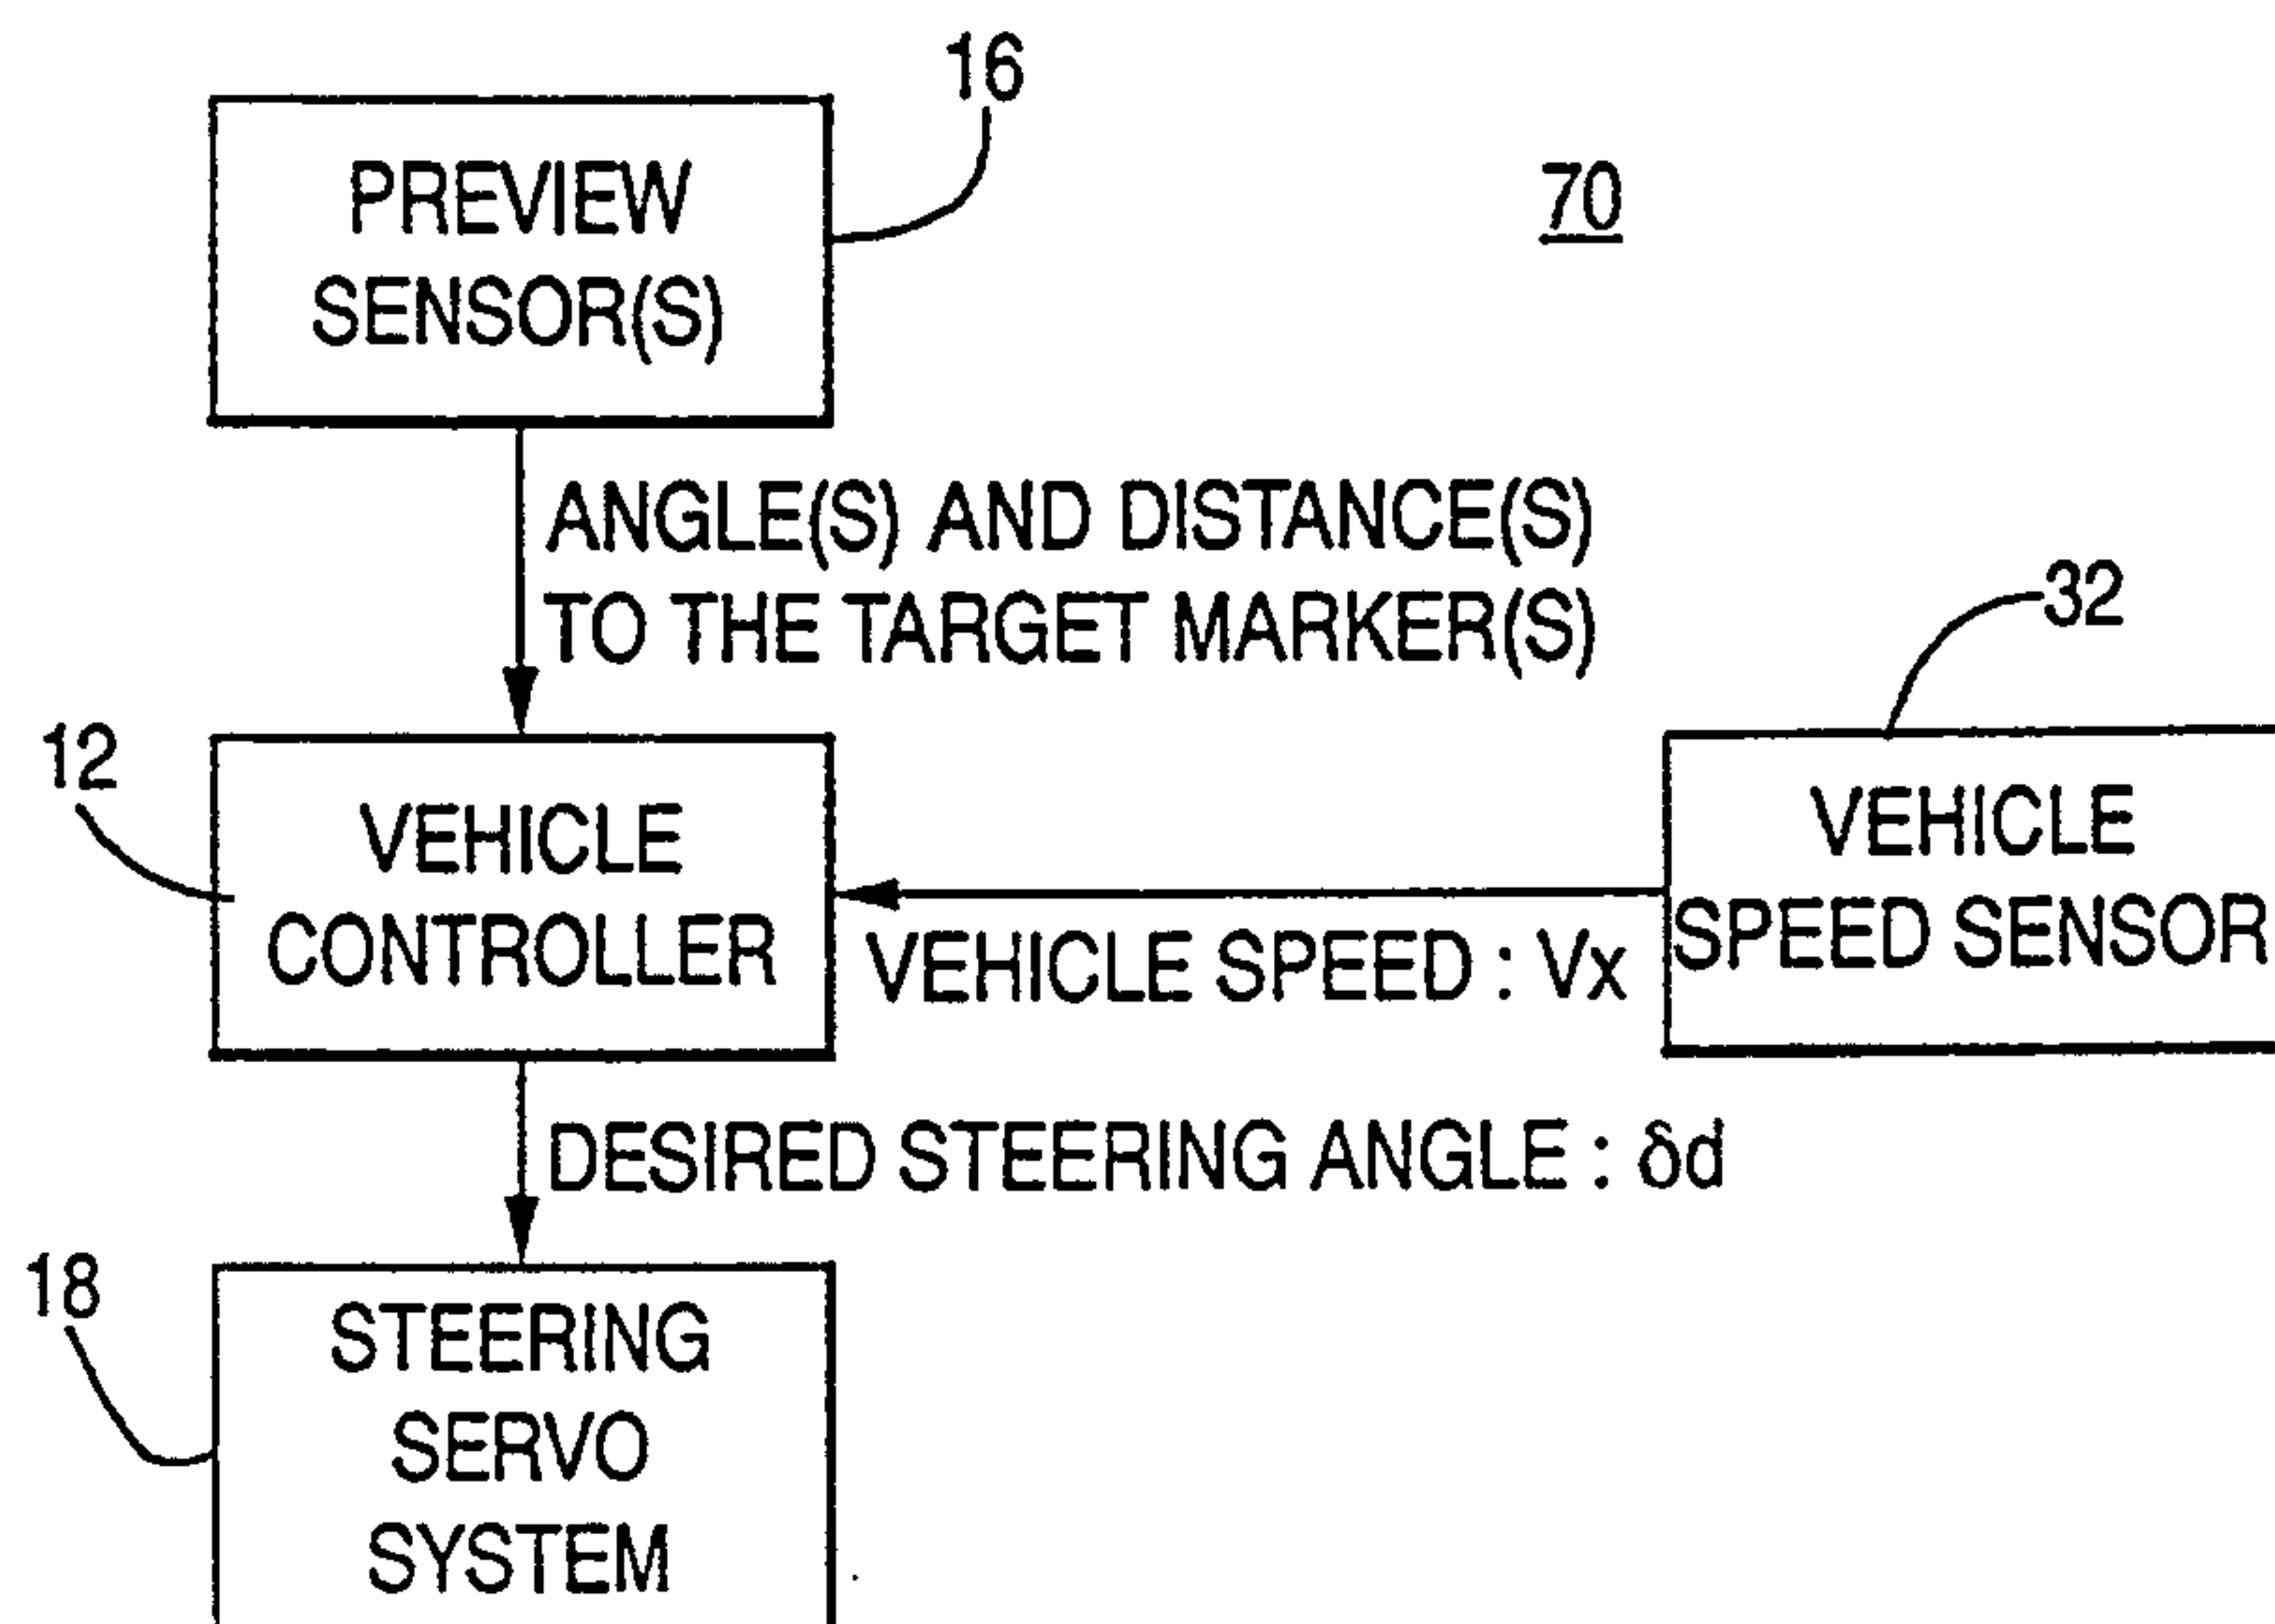 16
PREVIEW
SENSOR(S)
70
ANGLE(S) AND DISTANCE(S)
TO THE TARGET MARKER(S)
32
12
VEHICLE
CONTROLLER
VEHICLE SPEED : Vx
VEHICLE
SPEED SENSOR
DESIRED STEERING ANGLE : δd
18
STEERING
SERVO
SYSTEM